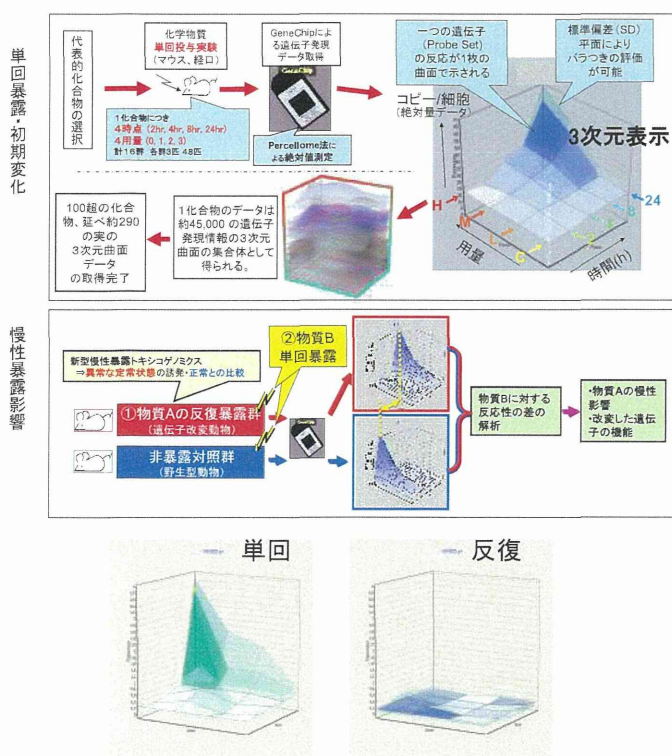 単回暴露・初期変化
代表的化合物の選択
化学物質
単回投与実験
(マウス、経口)
1化合物につき
4時点 (2hr, 4hr, 8hr, 24hr)
4用量 (0, 1, 2, 3)
計16群 各群3匹 48匹
GeneChipによ
る遺伝子発現
データ取得
GeneChip
Percellome法に
よる絶対値測定
一つの遺伝子
(Probe Set)
の反応が1枚の
曲面で示される
標準偏差(SD)
平面により
バラつきの評価
が可能
コピー/細胞
(絶対量データ)
3次元表示
H
M
L
C
2
4
8
24
用量
時間(h)
1化合物のデータは
約45,000 の遺伝子
発現情報の3次元
曲面の集合体として
得られる。
100超の化合
物、延べ約290
の実の
3次元曲面
データ
の取得完了
慢性暴露影響
新型慢性暴露トキシコゲノミクス
⇒異常な定常状態の誘発・正常との比較
②物質B
単回暴露
①物質Aの反復暴露群
(遺伝子改変動物)
非暴露対照群
(野生型動物)
物質Bに対する
反応性の差の
解析
・物質Aの慢性
影響
・改変した遺伝
子の機能
単回
反復